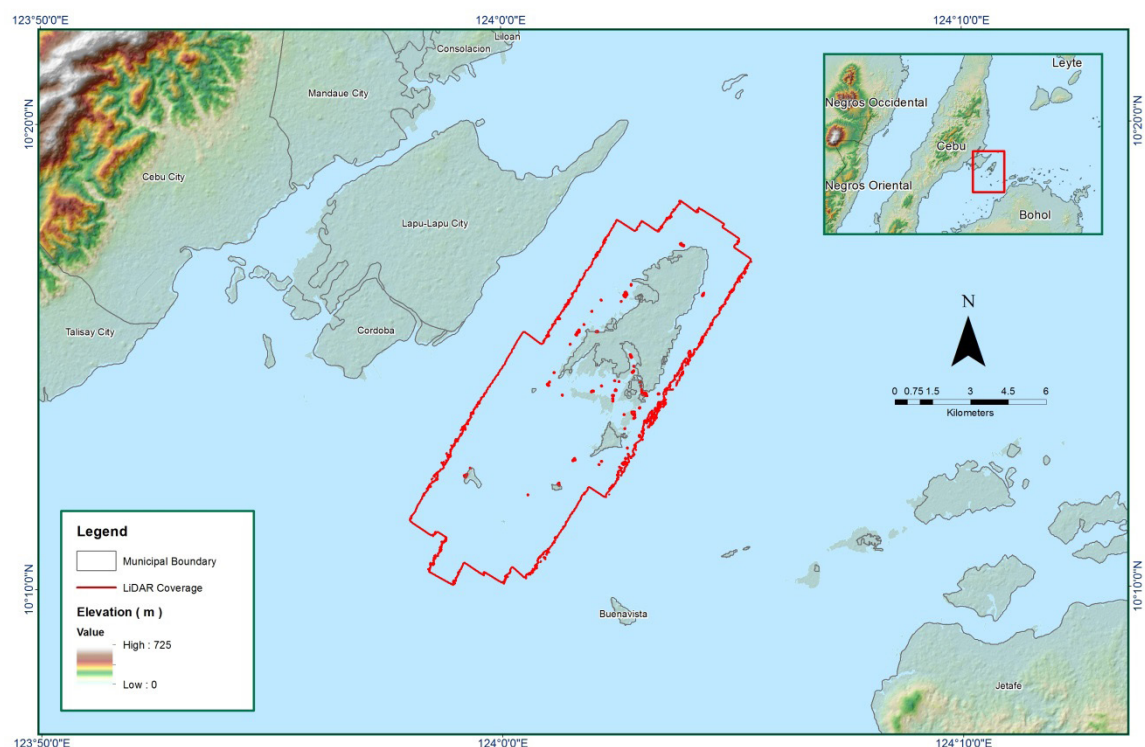 123°50'0"E
124°0'0"E
124°10'0"E
Liloan
Consolacion
Mandaue City
Cebu City
Lapu-Lapu City
Talisay City
Cordoba
10°20'0"N
10°20'0"N
Leyte
Negros Occidental
Cebu
Negros Oriental
Bohol
N
0 0.75 1.5 3 4.5 6
Kilometers
Legend
Municipal Boundary
LiDAR Coverage
Elevation ( m )
Value
High : 725
Low : 0
10°10'0"N
10°10'0"N
Buenavista
Jetafé
123°50'0"E
124°0'0"E
124°10'0"E